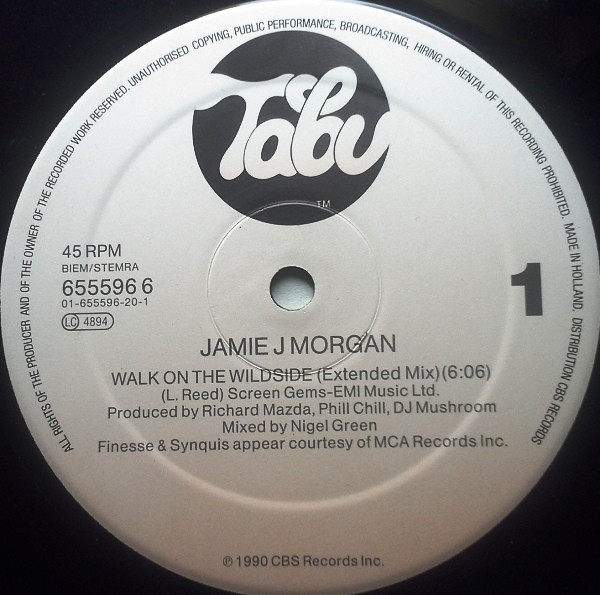 ALL RIGHTS OF THE PRODUCER AND OF THE OWNER OF THE RECORDED WORK RESERVED. UNAUTHORISED COPYING, PUBLIC PERFORMANCE, BROADCASTING, HIRING OR RENTAL OF THIS RECORDING PROHIBITED. MADE IN HOLLAND. DISTRIBUTION CBS RECORDS
Tabu
TM
45 RPM
BIEM/STEMRA
655596 6
01-655596-20-1
LC 4894
1
JAMIE J MORGAN
WALK ON THE WILDSIDE (Extended Mix)(6:06)
(L. Reed) Screen Gems-EMI Music Ltd.
Produced by Richard Mazda, Phill Chill, DJ Mushroom
Mixed by Nigel Green
Finesse & Synquis appear courtesy of MCA Records Inc.
℗ 1990 CBS Records Inc.